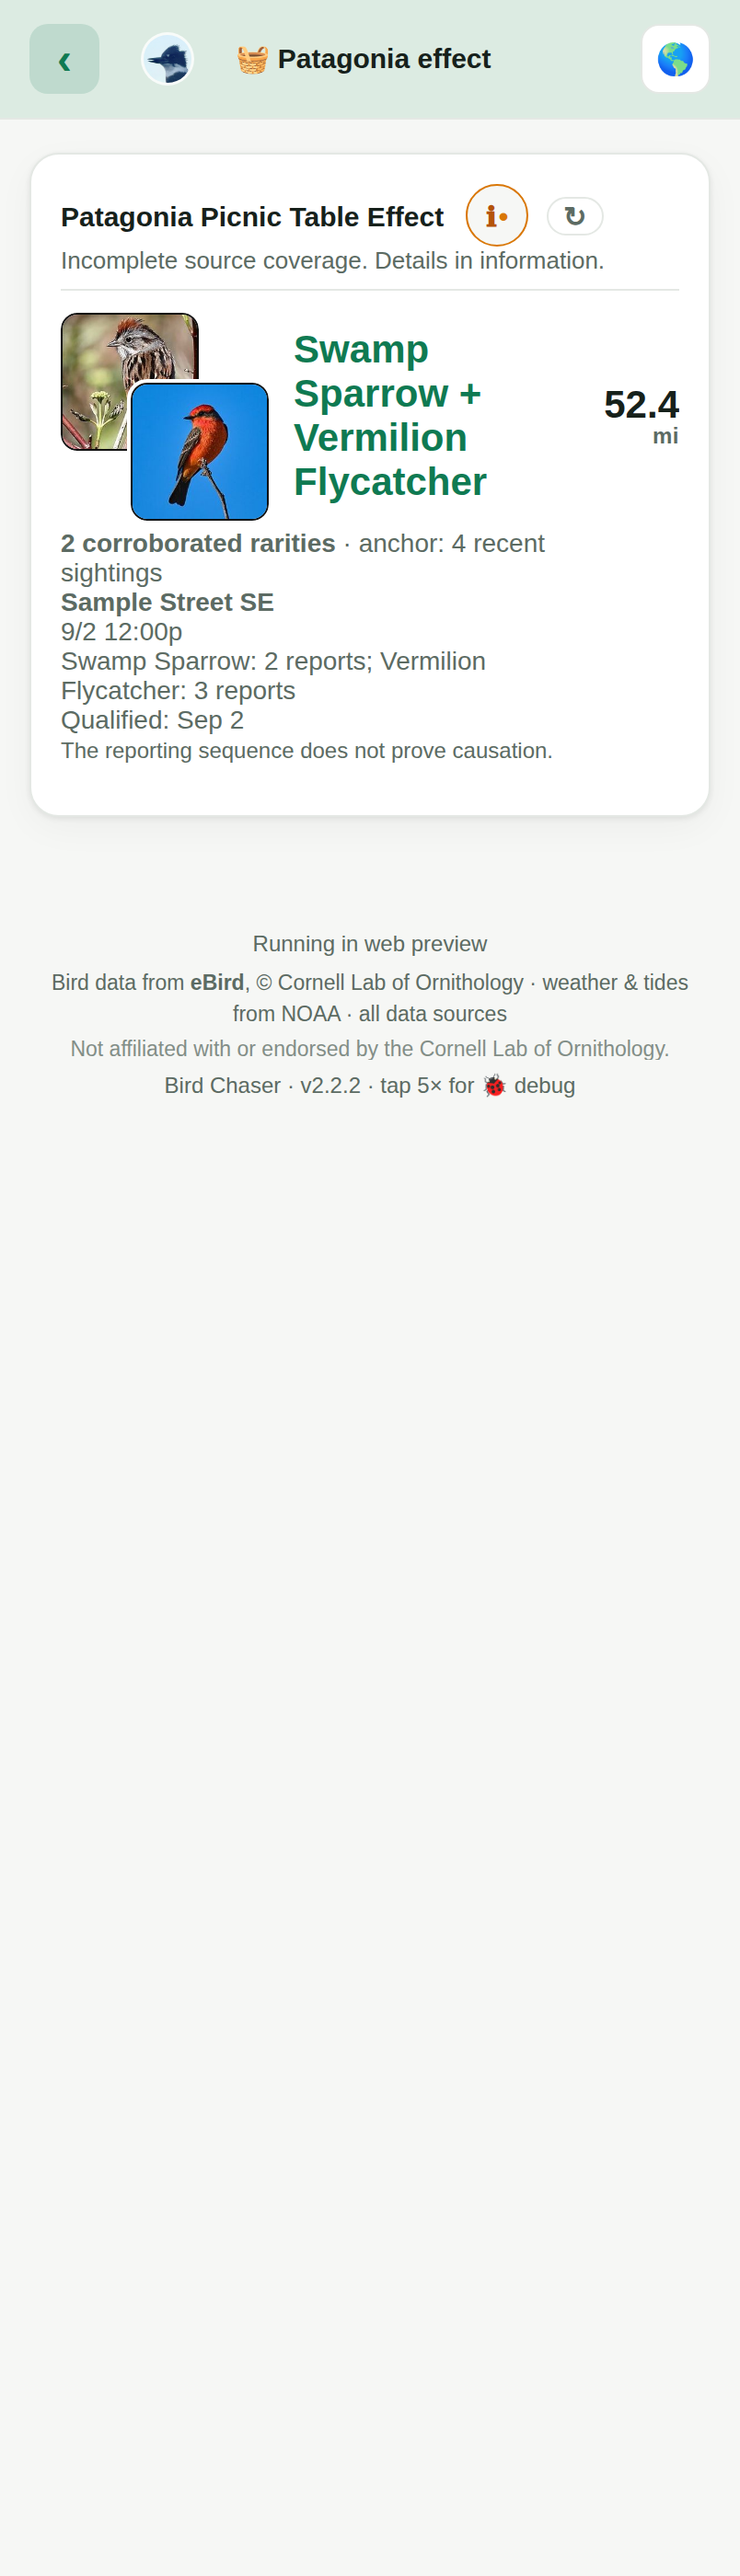 ‹ 🧺 Patagonia effect 🌎
Patagonia Picnic Table Effect ℹ• ↻
Incomplete source coverage. Details in information.
Swamp
Sparrow +
Vermilion
Flycatcher
52.4
mi
2 corroborated rarities · anchor: 4 recent
sightings
Sample Street SE
9/2 12:00p
Swamp Sparrow: 2 reports; Vermilion
Flycatcher: 3 reports
Qualified: Sep 2
The reporting sequence does not prove causation.
Running in web preview
Bird data from eBird, © Cornell Lab of Ornithology · weather & tides
from NOAA · all data sources
Not affiliated with or endorsed by the Cornell Lab of Ornithology.
Bird Chaser · v2.2.2 · tap 5× for 🐞 debug